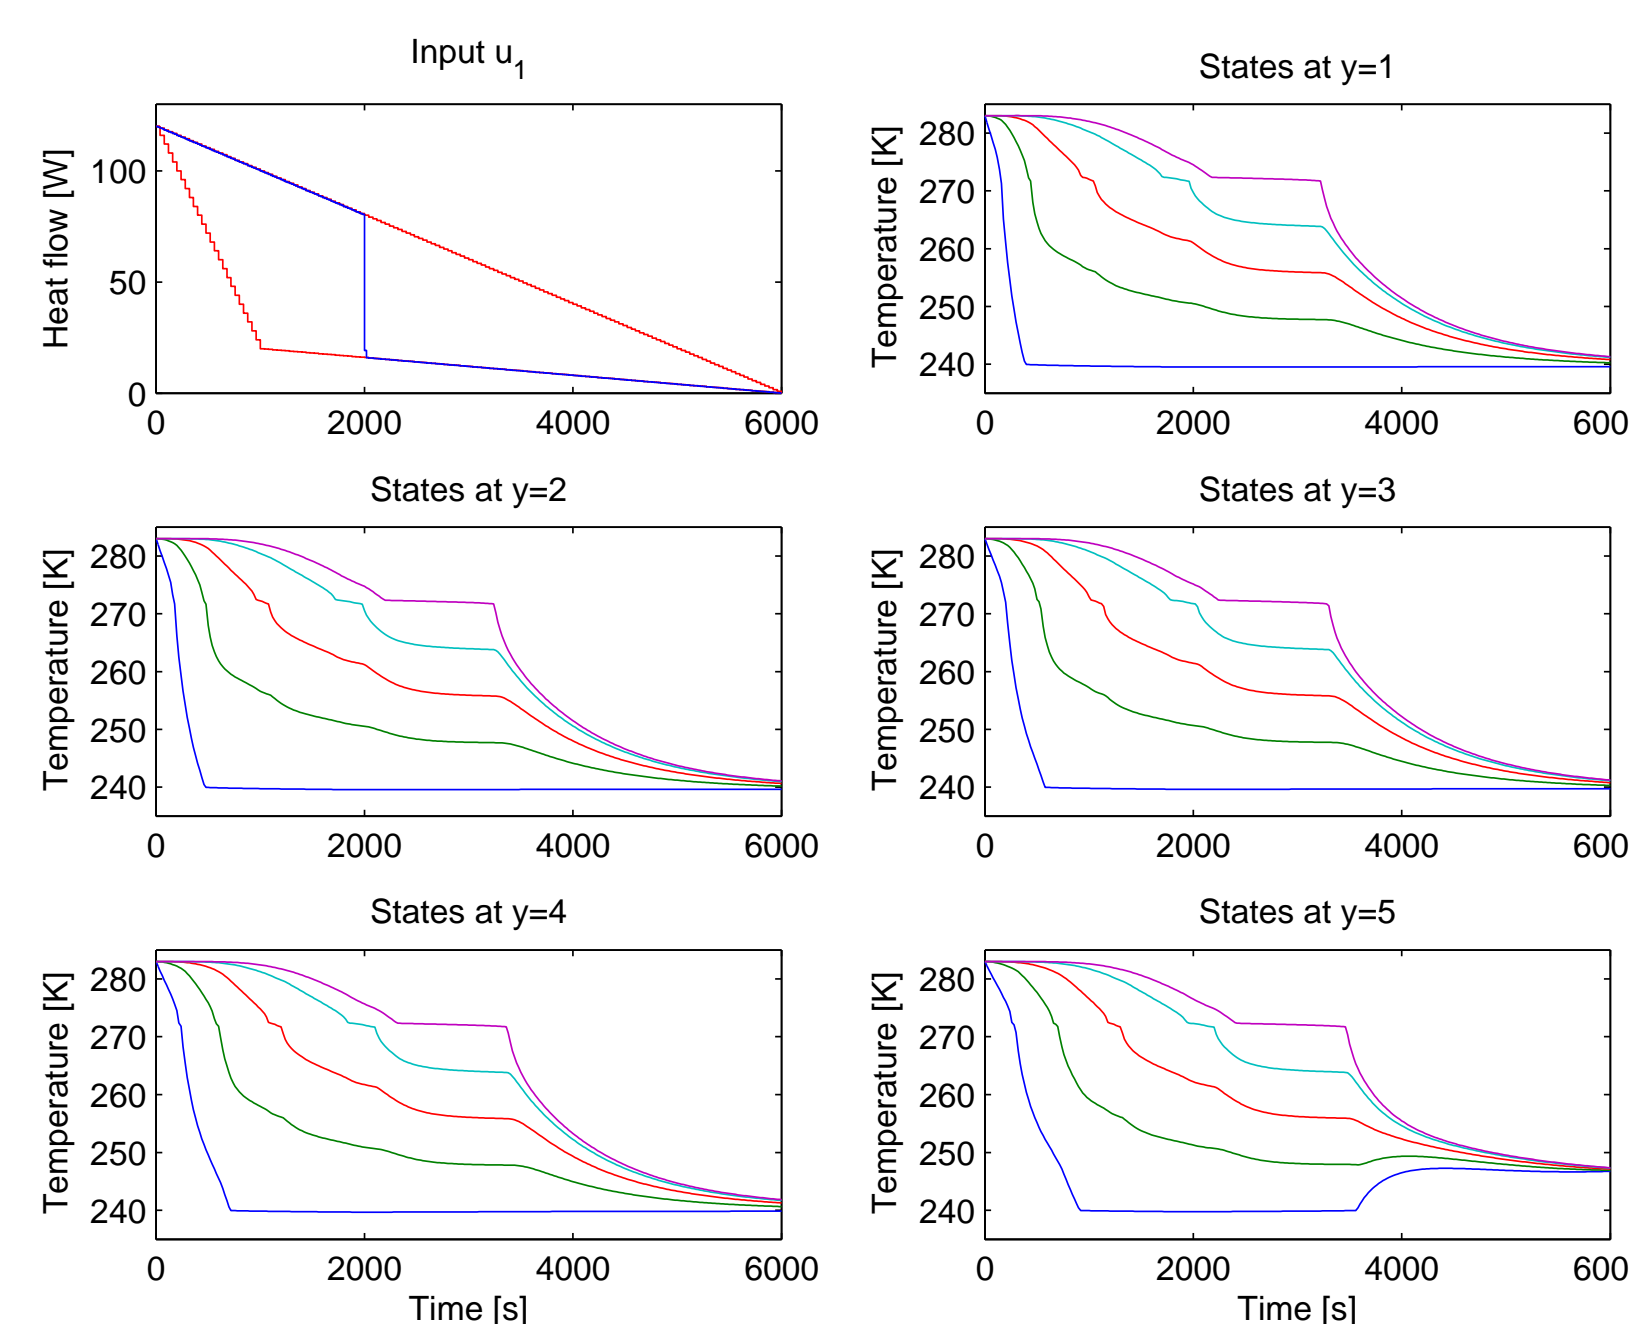 Input u1
Heat flow [W]
100
50
0
0 2000 4000 6000
States at y=1
Temperature [K]
280
270
260
250
240
0 2000 4000 600
States at y=2
Temperature [K]
280
270
260
250
240
0 2000 4000 6000
States at y=3
Temperature [K]
280
270
260
250
240
0 2000 4000 600
States at y=4
Temperature [K]
280
270
260
250
240
0 2000 4000 6000
Time [s]
States at y=5
Temperature [K]
280
270
260
250
240
0 2000 4000 600
Time [s]